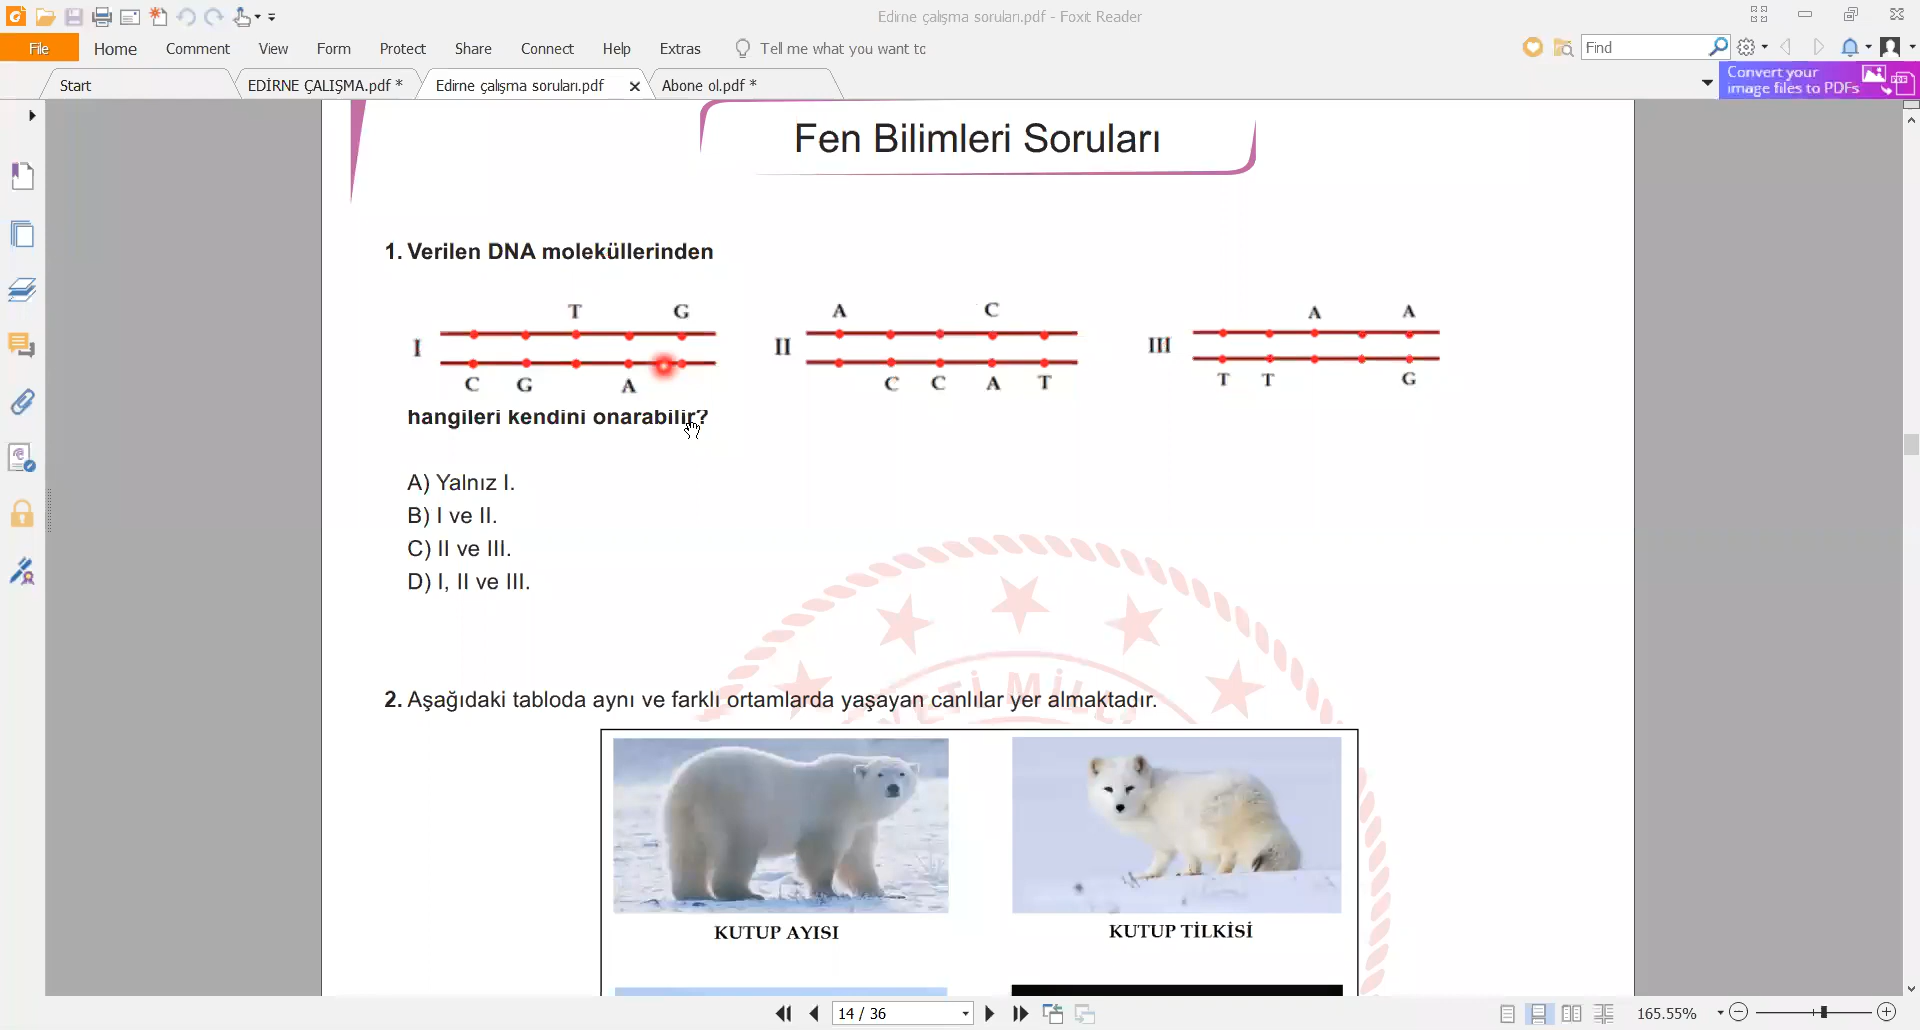 Edirne çalışma soruları.pdf - Foxit Reader
File Home Comment View Form Protect Share Connect Help Extras Tell me what you want to Find
Start EDİRNE ÇALIŞMA.pdf * Edirne çalışma soruları.pdf Abone ol.pdf *
Convert your
image files to PDFs
Fen Bilimleri Soruları
1. Verilen DNA moleküllerinden
T G A C A A
I II III
C G A C C A T T T G
hangileri kendini onarabilir?
A) Yalnız I.
B) I ve II.
C) II ve III.
D) I, II ve III.
2. Aşağıdaki tabloda aynı ve farklı ortamlarda yaşayan canlılar yer almaktadır.
KUTUP AYISI KUTUP TİLKİSİ
14 / 36 165.55%